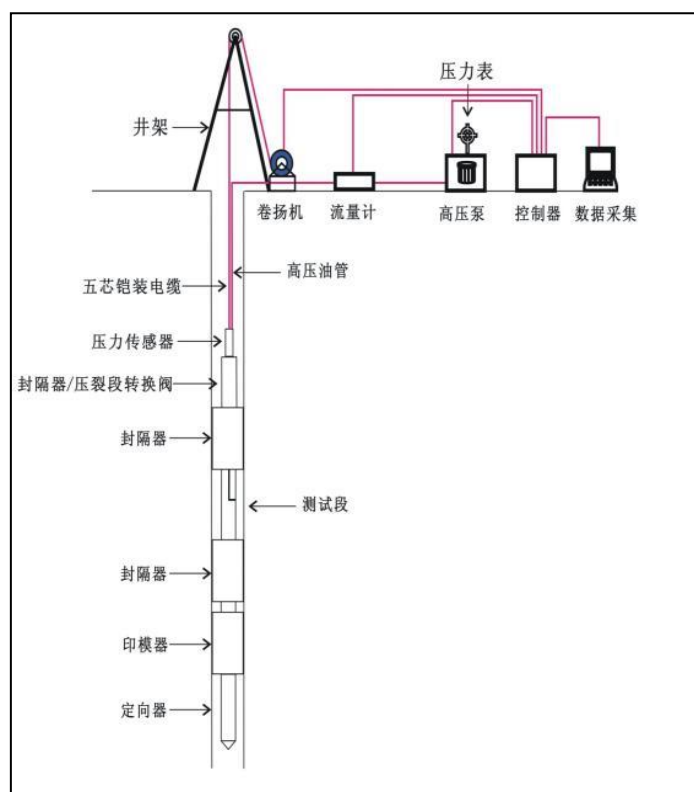 压力表
井架
卷扬机
流量计
高压泵
控制器
数据采集
高压油管
五芯铠装电缆
压力传感器
封隔器/压裂段转换阀
封隔器
测试段
封隔器
印模器
定向器